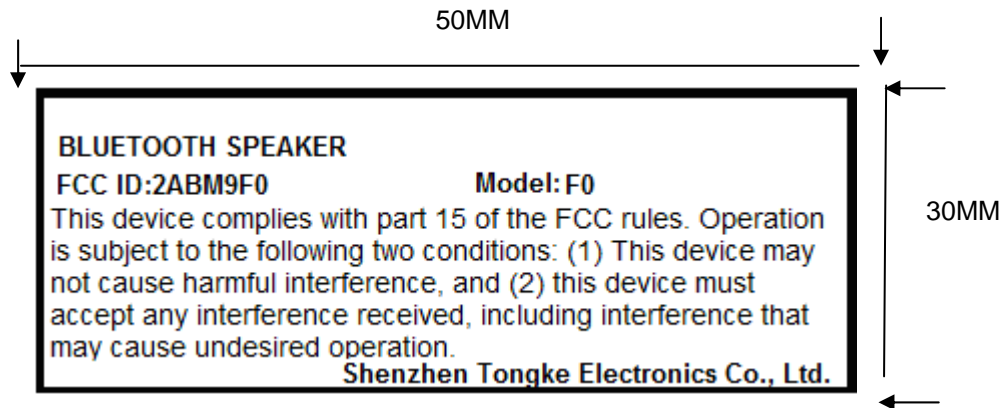 50MM
BLUETOOTH SPEAKER
FCC ID:2ABM9F0 Model: F0
This device complies with part 15 of the FCC rules. Operation
is subject to the following two conditions: (1) This device may
not cause harmful interference, and (2) this device must
accept any interference received, including interference that
may cause undesired operation.
Shenzhen Tongke Electronics Co., Ltd.
30MM